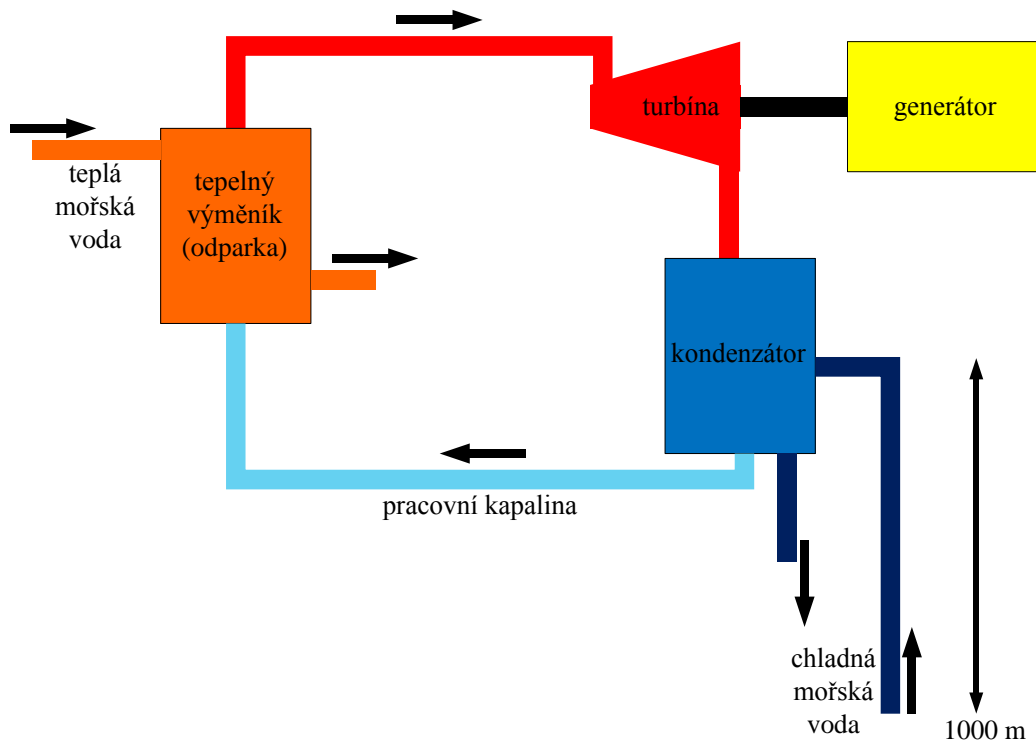 turbína
generátor
teplá
mořská
voda
tepelný
výměník
(odparka)
kondenzátor
pracovní kapalina
chladná
mořská
voda
1000 m